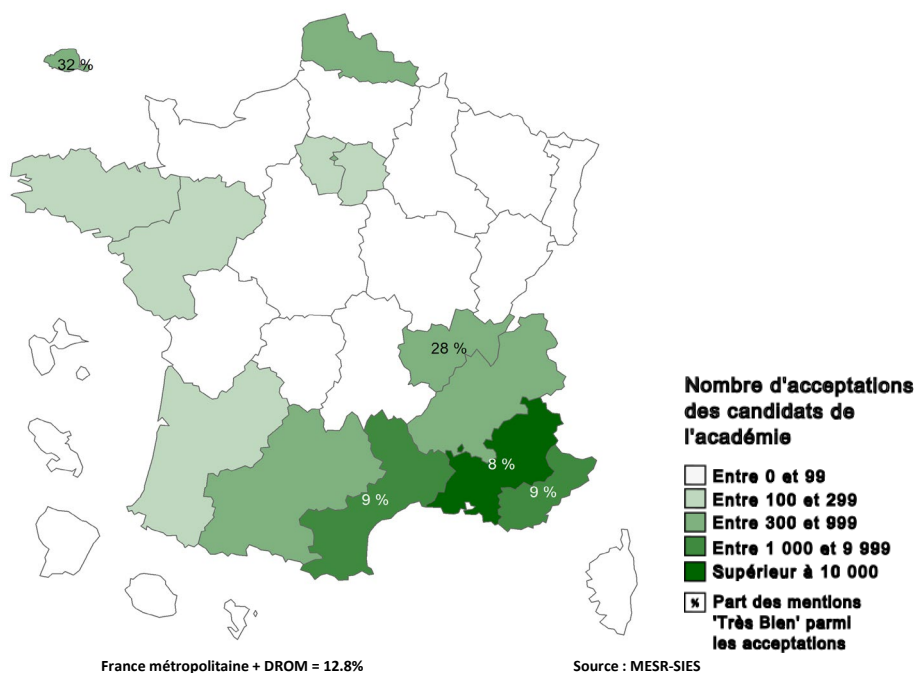 32 %
28 %
8 %
9 %
9 %
Nombre d'acceptations
des candidats de
l'académie
Entre 0 et 99
Entre 100 et 299
Entre 300 et 999
Entre 1 000 et 9 999
Supérieur à 10 000
% Part des mentions
'Très Bien' parmi
les acceptations
France métropolitaine + DROM = 12.8%
Source : MESR-SIES